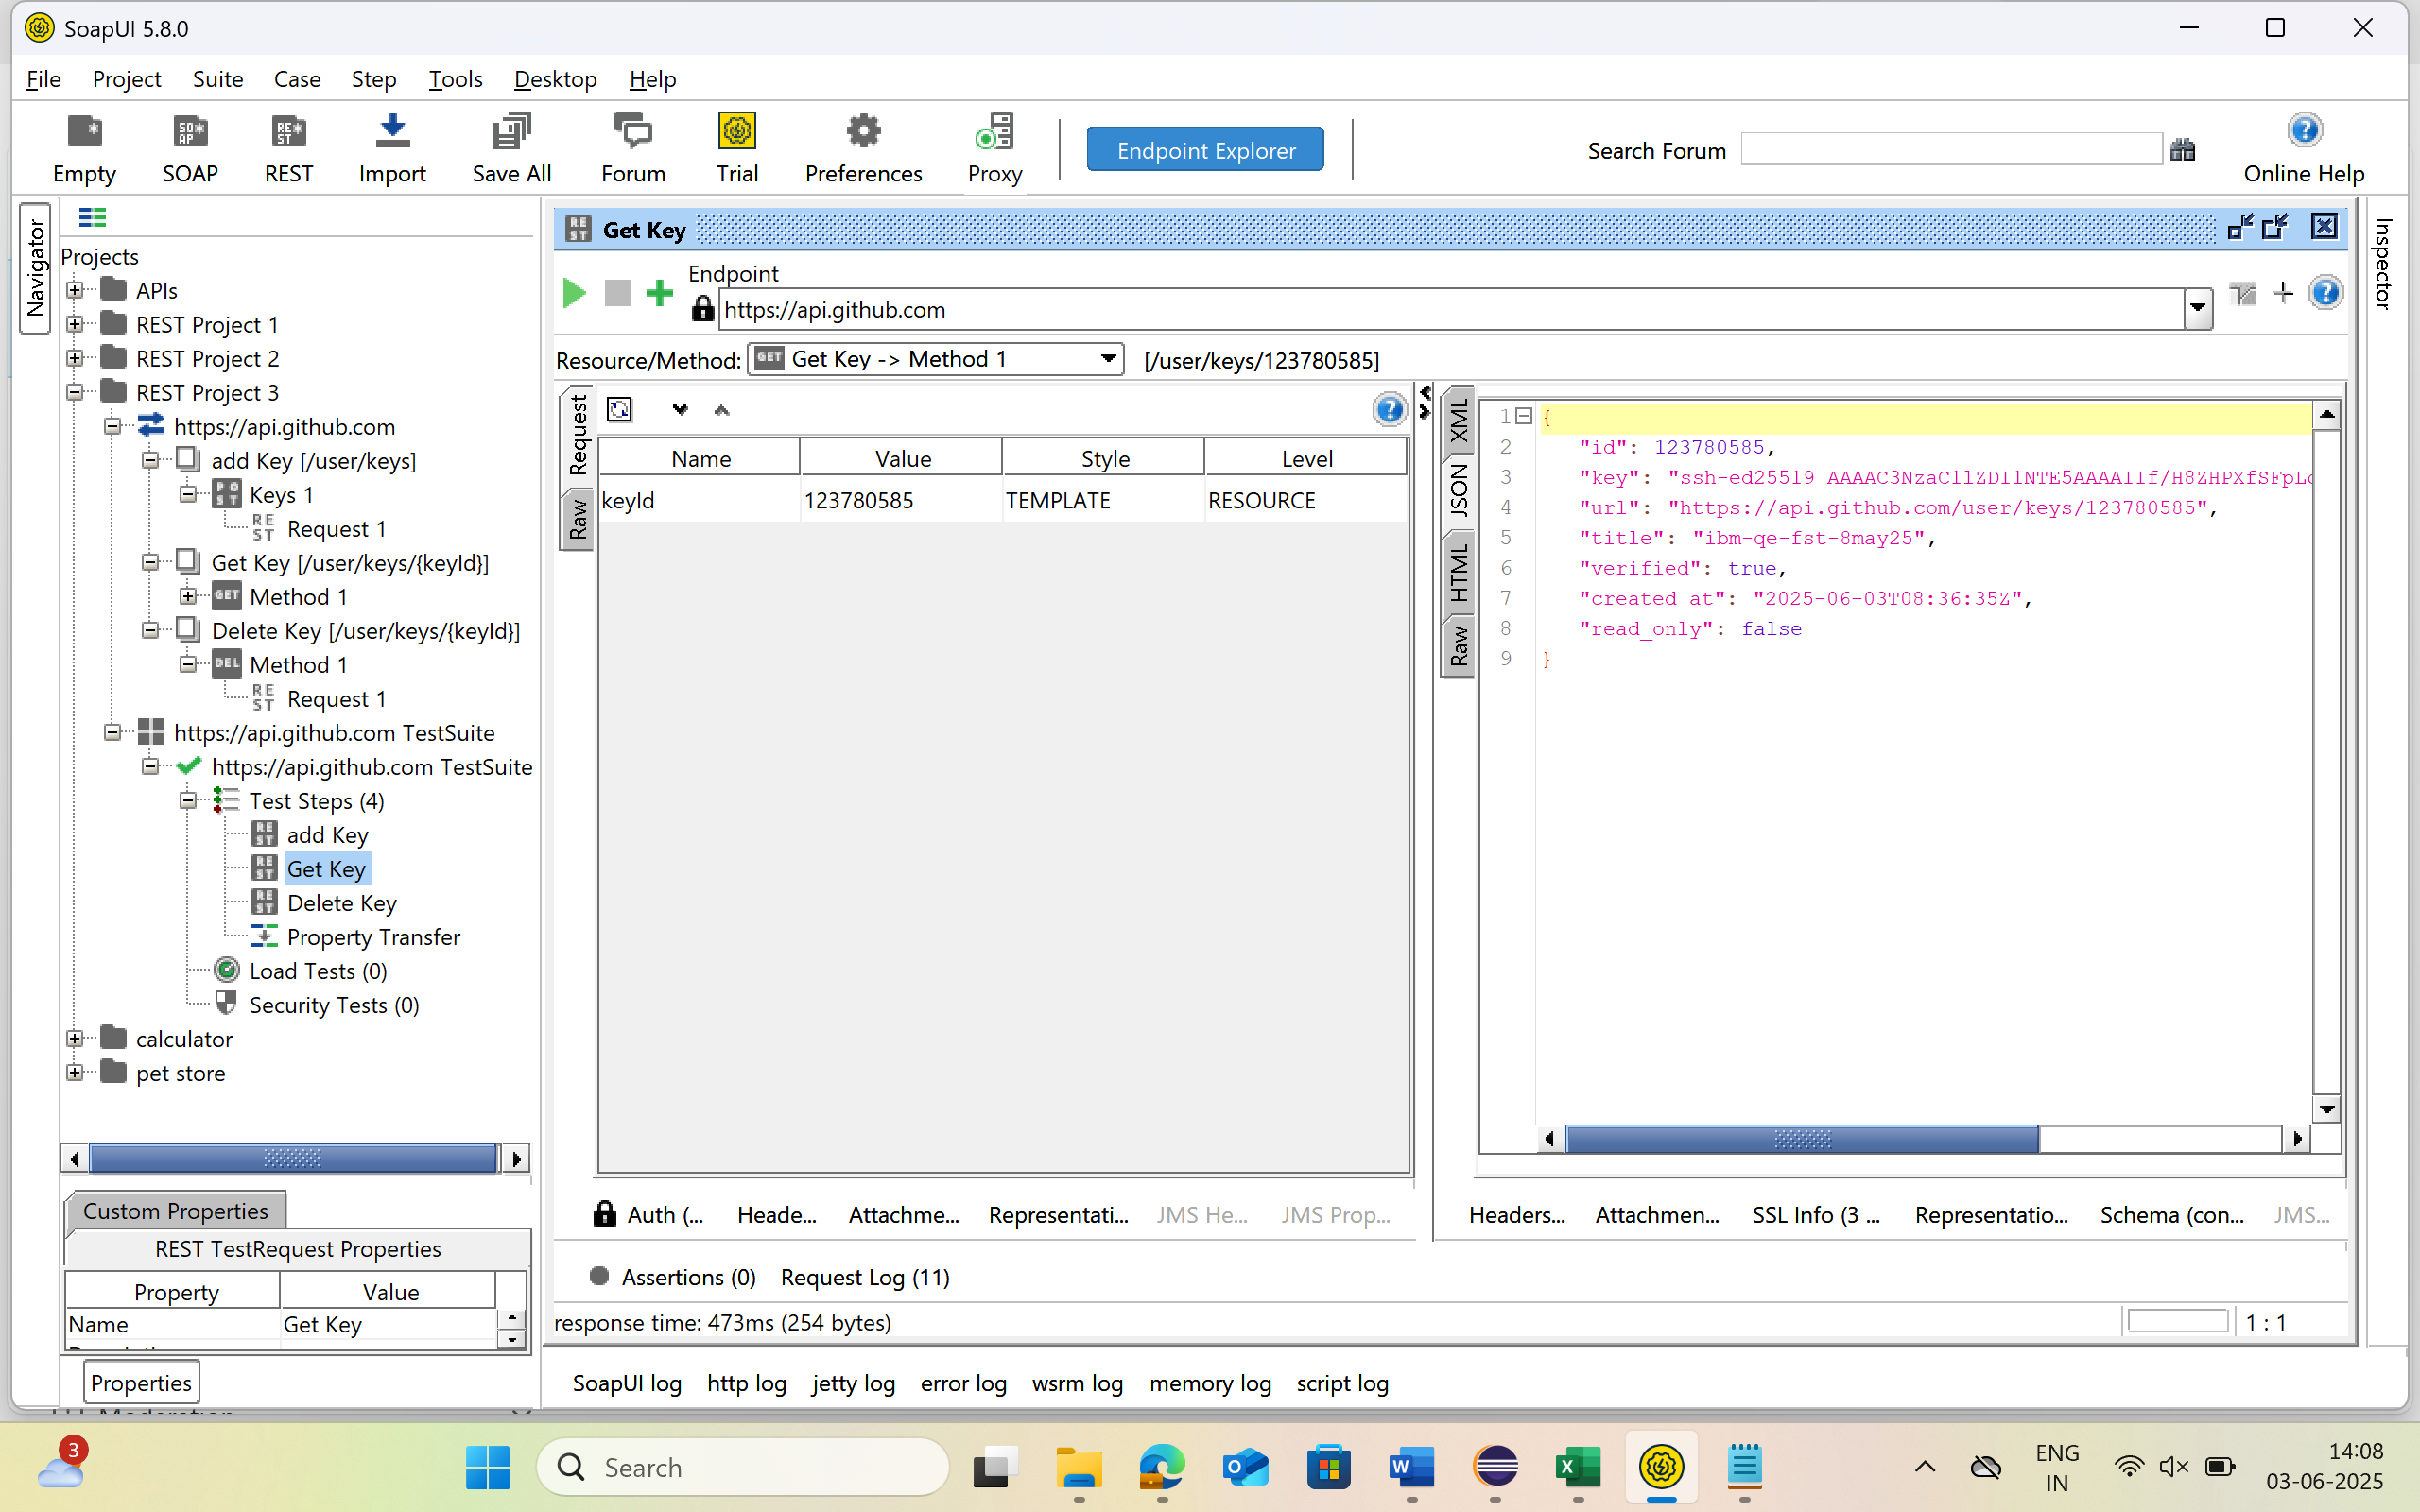 SoapUI 5.8.0
File Project Suite Case Step Tools Desktop Help
Empty SOAP REST Import Save All Forum Trial Preferences Proxy
Endpoint Explorer
Search Forum
Online Help
Navigator
Projects
APIs
REST Project 1
REST Project 2
REST Project 3
https://api.github.com
add Key [/user/keys]
Keys 1
Request 1
Get Key [/user/keys/{keyId}]
Method 1
Delete Key [/user/keys/{keyId}]
Method 1
Request 1
https://api.github.com TestSuite
https://api.github.com TestSuite
Test Steps (4)
add Key
Get Key
Delete Key
Property Transfer
Load Tests (0)
Security Tests (0)
calculator
pet store
Custom Properties
REST TestRequest Properties
Property Value
Name Get Key
Properties
Get Key
Endpoint
https://api.github.com
Resource/Method: GET Get Key -> Method 1 [/user/keys/123780585]
Request
Raw
Name Value Style Level
keyId 123780585 TEMPLATE RESOURCE
XML
JSON
HTML
Raw
1 {
2 "id": 123780585,
3 "key": "ssh-ed25519 AAAAC3NzaC1lZDI1NTE5AAAAIIf/H8ZHPXfSFpL
4 "url": "https://api.github.com/user/keys/123780585",
5 "title": "ibm-qe-fst-8may25",
6 "verified": true,
7 "created_at": "2025-06-03T08:36:35Z",
8 "read_only": false
9 }
Auth (... Heade... Attachme... Representati... JMS He... JMS Prop...
Headers... Attachmen... SSL Info (3 ... Representatio... Schema (con... JMS...
Assertions (0) Request Log (11)
response time: 473ms (254 bytes)
1 : 1
Inspector
SoapUI log http log jetty log error log wsrm log memory log script log
3
Search
ENG
IN
14:08
03-06-2025